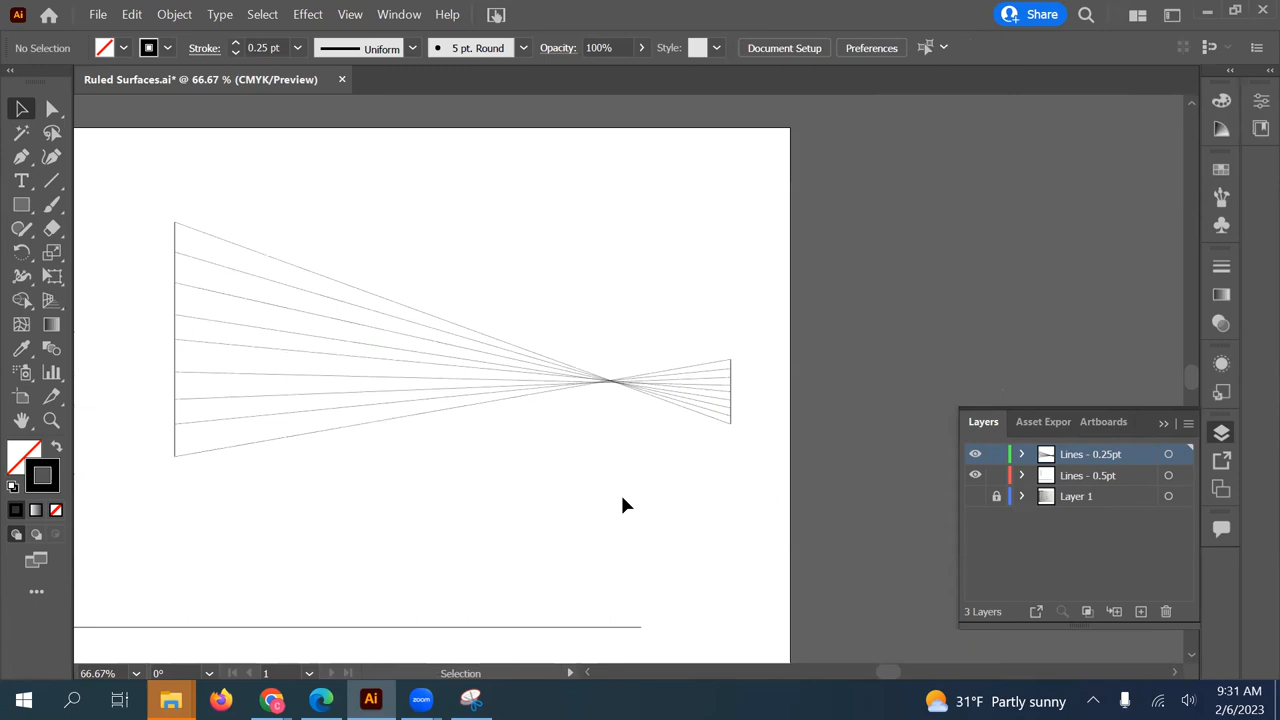 Ai File Edit Object Type Select Effect View Window Help Share
No Selection Stroke: 0.25 pt Uniform 5 pt. Round Opacity: 100% Style: Document Setup Preferences
Ruled Surfaces.ai* @ 66.67 % (CMYK/Preview)
Layers Asset Expor Artboards
Lines - 0.25pt
Lines - 0.5pt
Layer 1
3 Layers
66.67% 0° 1 Selection
Ai zoom 31°F Partly sunny 9:31 AM
2/6/2023